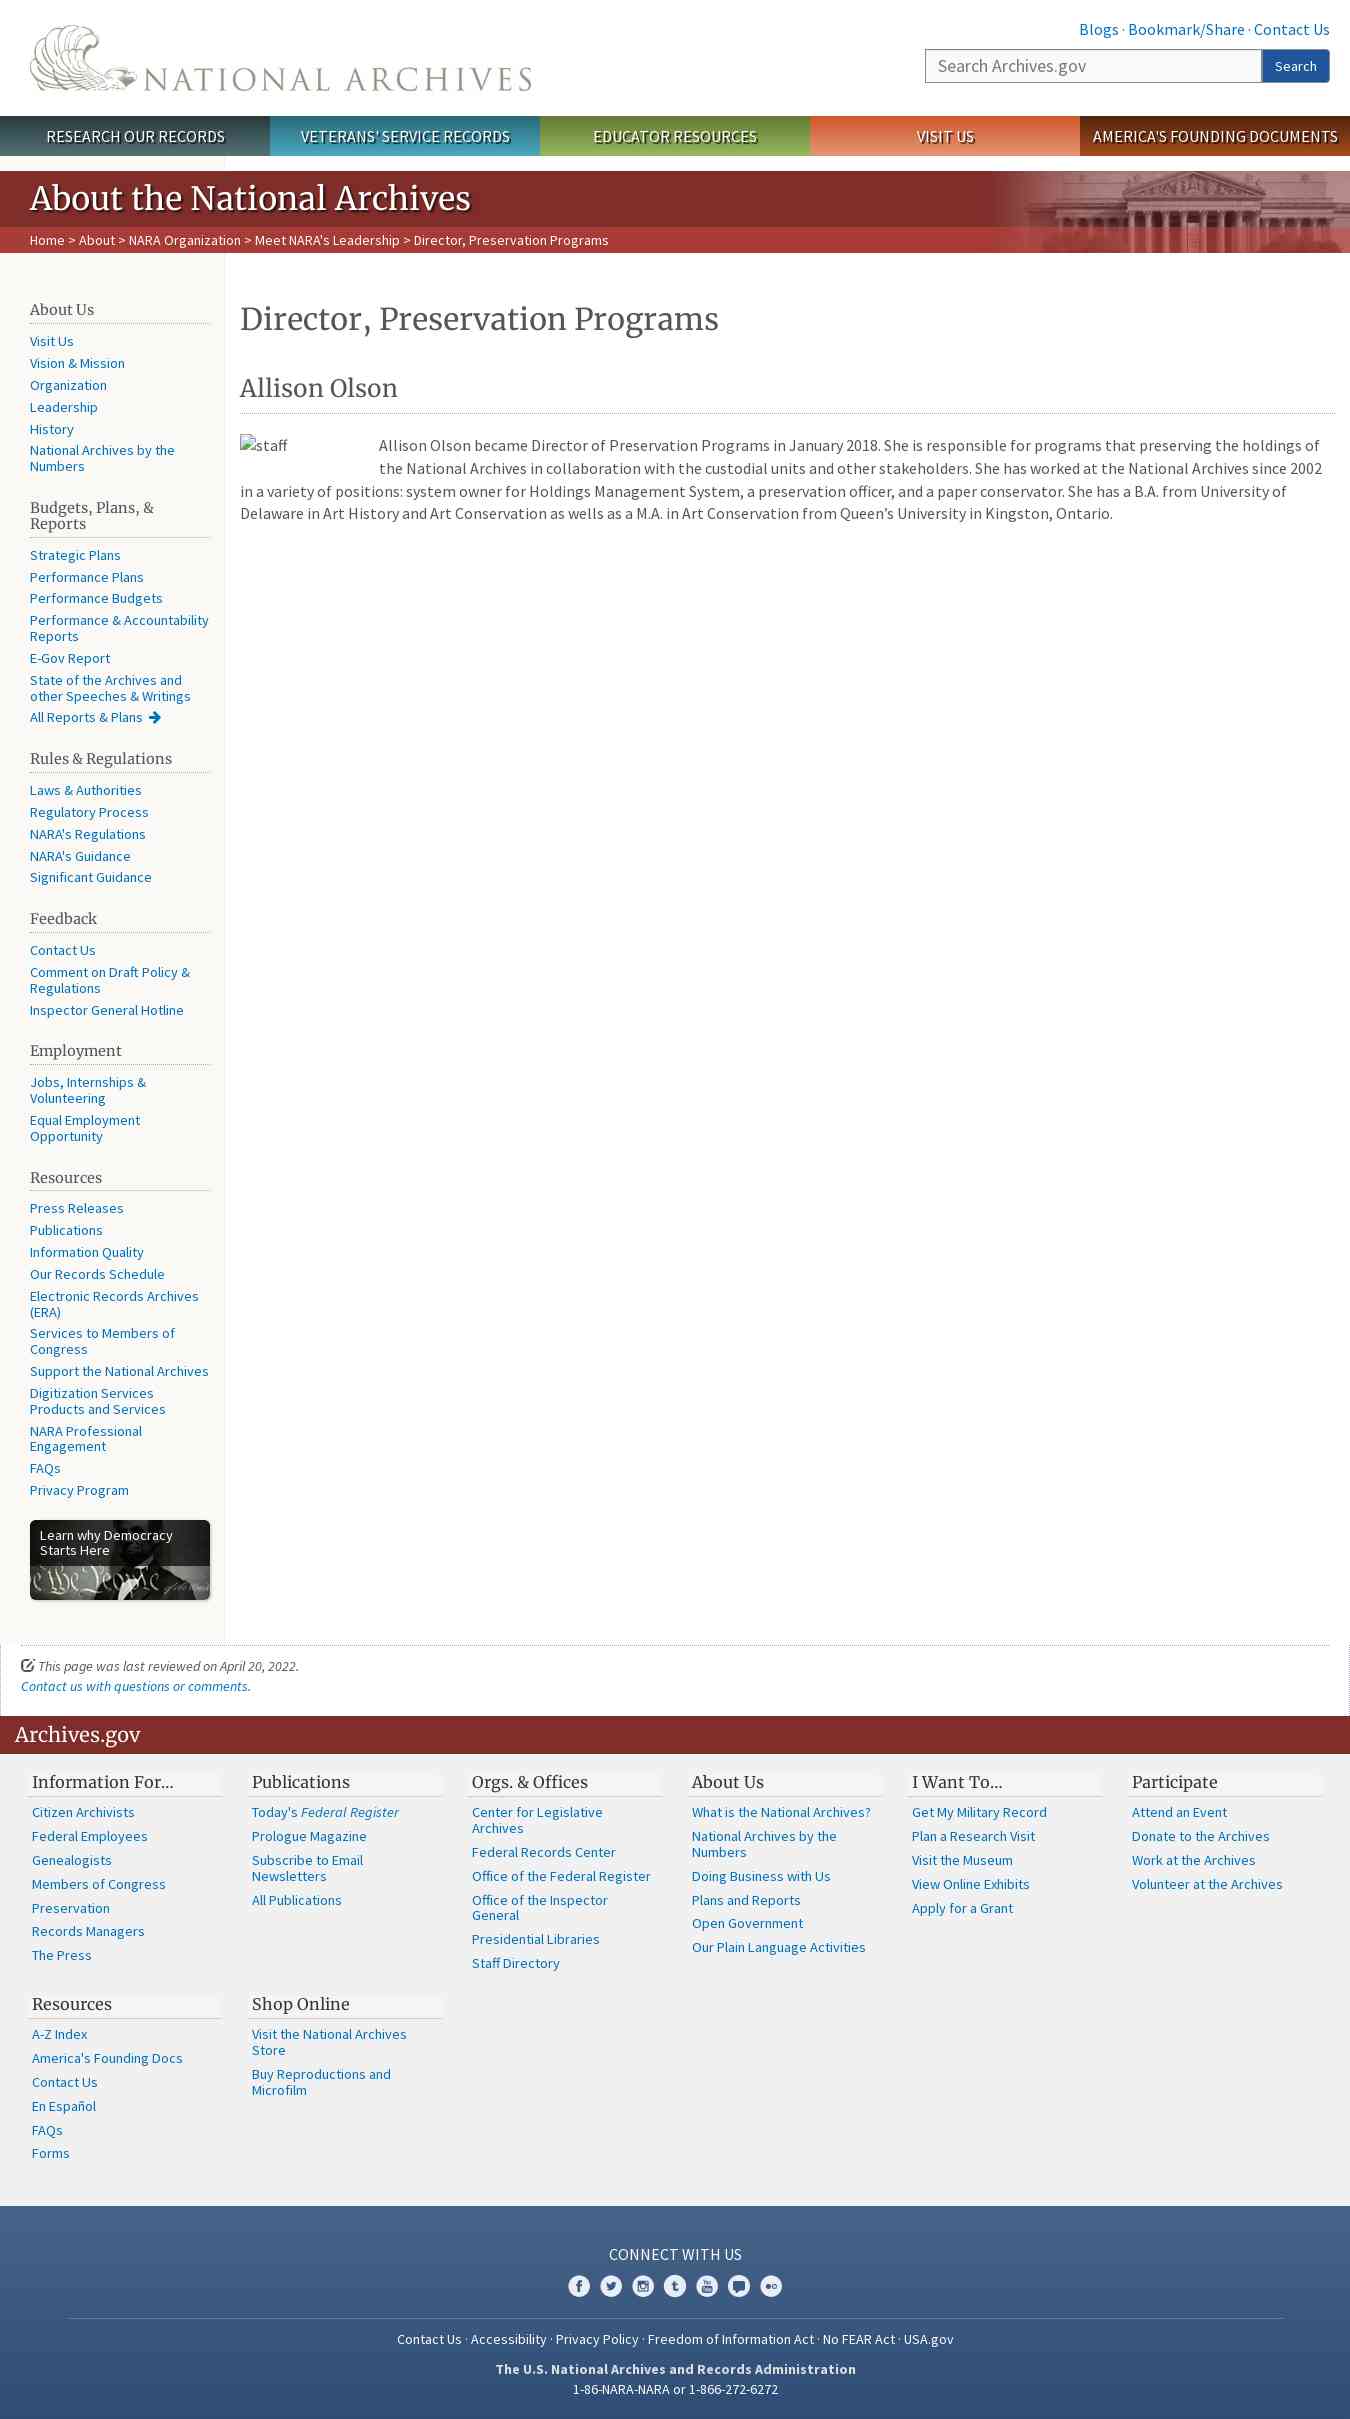 Blogs · Bookmark/Share · Contact Us
NATIONAL ARCHIVES
Search Archives.gov
Search
RESEARCH OUR RECORDS
VETERANS' SERVICE RECORDS
EDUCATOR RESOURCES
VISIT US
AMERICA'S FOUNDING DOCUMENTS
About the National Archives
Home > About > NARA Organization > Meet NARA's Leadership > Director, Preservation Programs
About Us
Visit Us
Vision & Mission
Organization
Leadership
History
National Archives by the
Numbers
Budgets, Plans, &
Reports
Strategic Plans
Performance Plans
Performance Budgets
Performance & Accountability
Reports
E-Gov Report
State of the Archives and
other Speeches & Writings
All Reports & Plans
Rules & Regulations
Laws & Authorities
Regulatory Process
NARA's Regulations
NARA's Guidance
Significant Guidance
Feedback
Contact Us
Comment on Draft Policy &
Regulations
Inspector General Hotline
Employment
Jobs, Internships &
Volunteering
Equal Employment
Opportunity
Resources
Press Releases
Publications
Information Quality
Our Records Schedule
Electronic Records Archives
(ERA)
Services to Members of
Congress
Support the National Archives
Digitization Services
Products and Services
NARA Professional
Engagement
FAQs
Privacy Program
Learn why Democracy
Starts Here
We the People
Director, Preservation Programs
Allison Olson
staff
Allison Olson became Director of Preservation Programs in January 2018. She is responsible for programs that preserving the holdings of
the National Archives in collaboration with the custodial units and other stakeholders. She has worked at the National Archives since 2002
in a variety of positions: system owner for Holdings Management System, a preservation officer, and a paper conservator. She has a B.A. from University of
Delaware in Art History and Art Conservation as wells as a M.A. in Art Conservation from Queen’s University in Kingston, Ontario.
This page was last reviewed on April 20, 2022.
Contact us with questions or comments.
Archives.gov
Information For…
Citizen Archivists
Federal Employees
Genealogists
Members of Congress
Preservation
Records Managers
The Press
Publications
Today's Federal Register
Prologue Magazine
Subscribe to Email
Newsletters
All Publications
Orgs. & Offices
Center for Legislative
Archives
Federal Records Center
Office of the Federal Register
Office of the Inspector
General
Presidential Libraries
Staff Directory
About Us
What is the National Archives?
National Archives by the
Numbers
Doing Business with Us
Plans and Reports
Open Government
Our Plain Language Activities
I Want To…
Get My Military Record
Plan a Research Visit
Visit the Museum
View Online Exhibits
Apply for a Grant
Participate
Attend an Event
Donate to the Archives
Work at the Archives
Volunteer at the Archives
Resources
A-Z Index
America's Founding Docs
Contact Us
En Español
FAQs
Forms
Shop Online
Visit the National Archives
Store
Buy Reproductions and
Microfilm
CONNECT WITH US
Contact Us · Accessibility · Privacy Policy · Freedom of Information Act · No FEAR Act · USA.gov
The U.S. National Archives and Records Administration
1-86-NARA-NARA or 1-866-272-6272